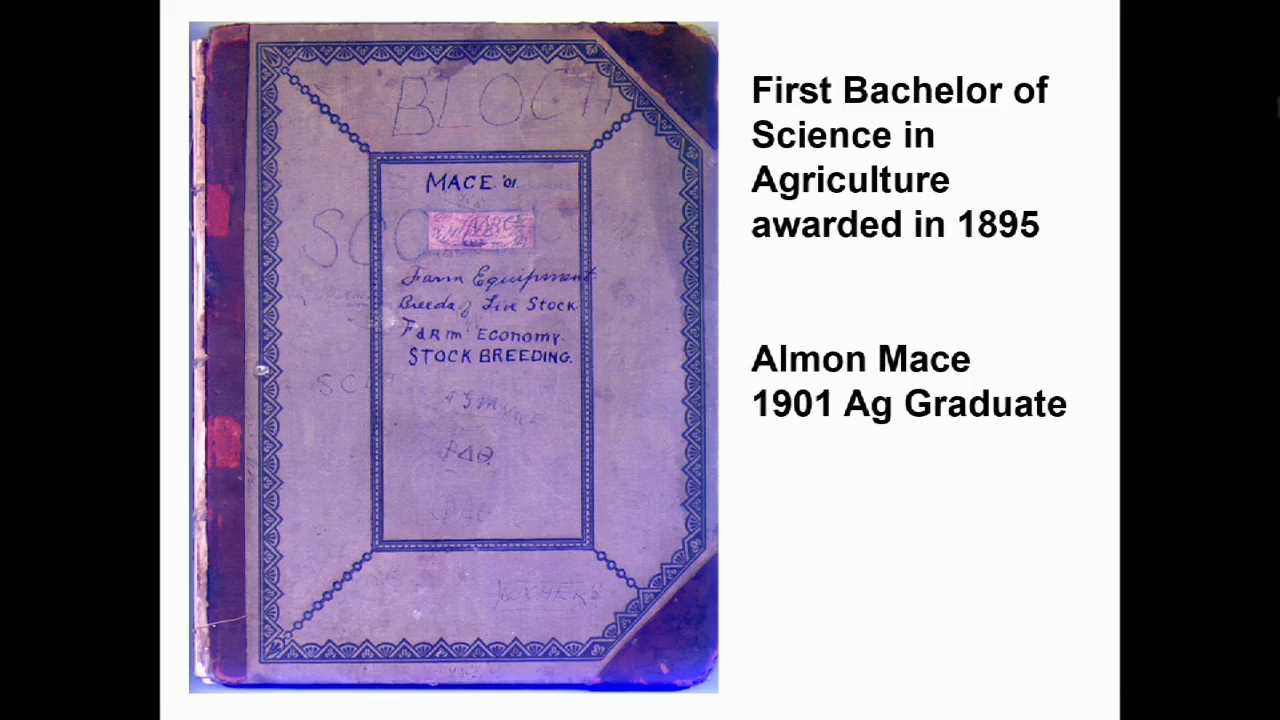 BLOCH
MACE '01.
Farm Equipment.
Breeds of Live Stock.
Farm Economy.
STOCK BREEDING.
First Bachelor of
Science in
Agriculture
awarded in 1895
Almon Mace
1901 Ag Graduate